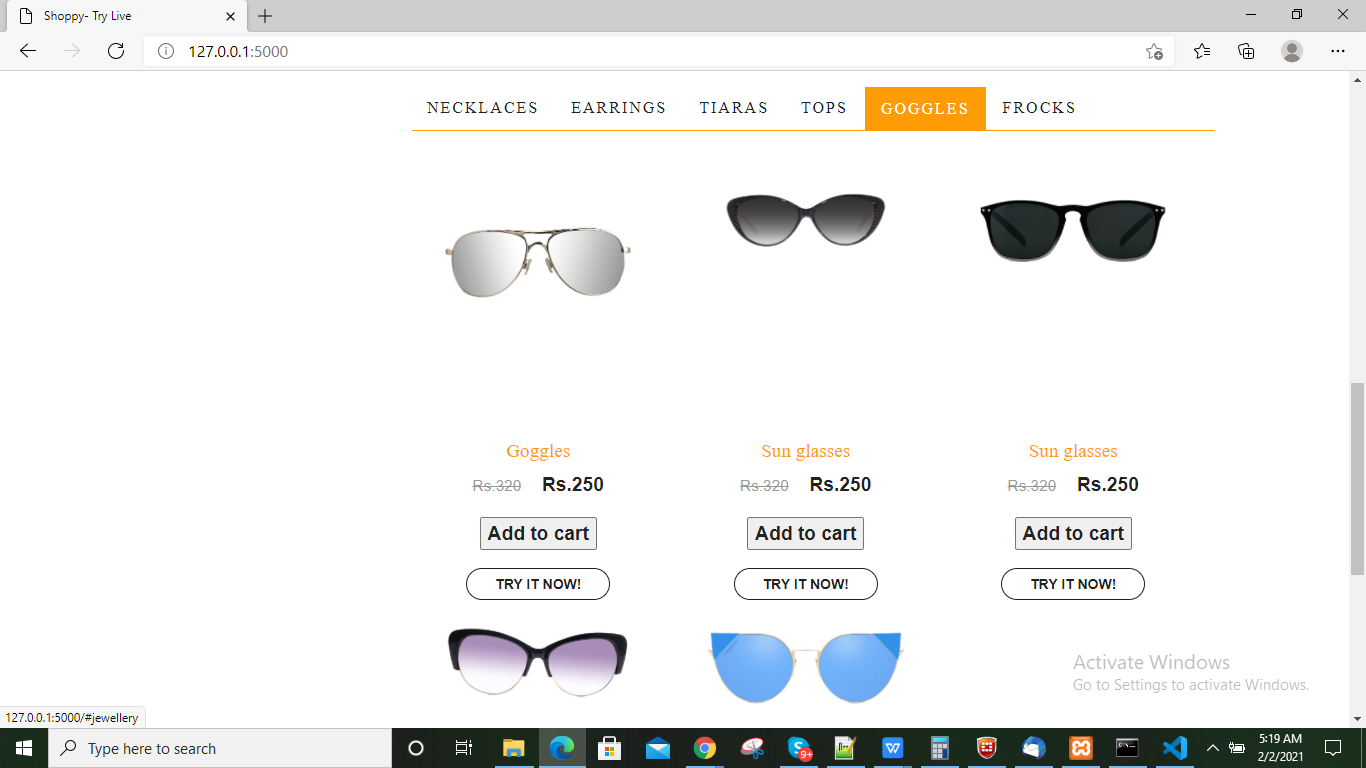 Shoppy- Try Live
127.0.0.1:5000
NECKLACES EARRINGS TIARAS TOPS GOGGLES FROCKS
Goggles Sun glasses Sun glasses
Rs.320 Rs.250 Rs.320 Rs.250 Rs.320 Rs.250
Add to cart Add to cart Add to cart
TRY IT NOW! TRY IT NOW! TRY IT NOW!
Activate Windows
Go to Settings to activate Windows.
127.0.0.1:5000/#jewellery
Type here to search
9+
5:19 AM
2/2/2021